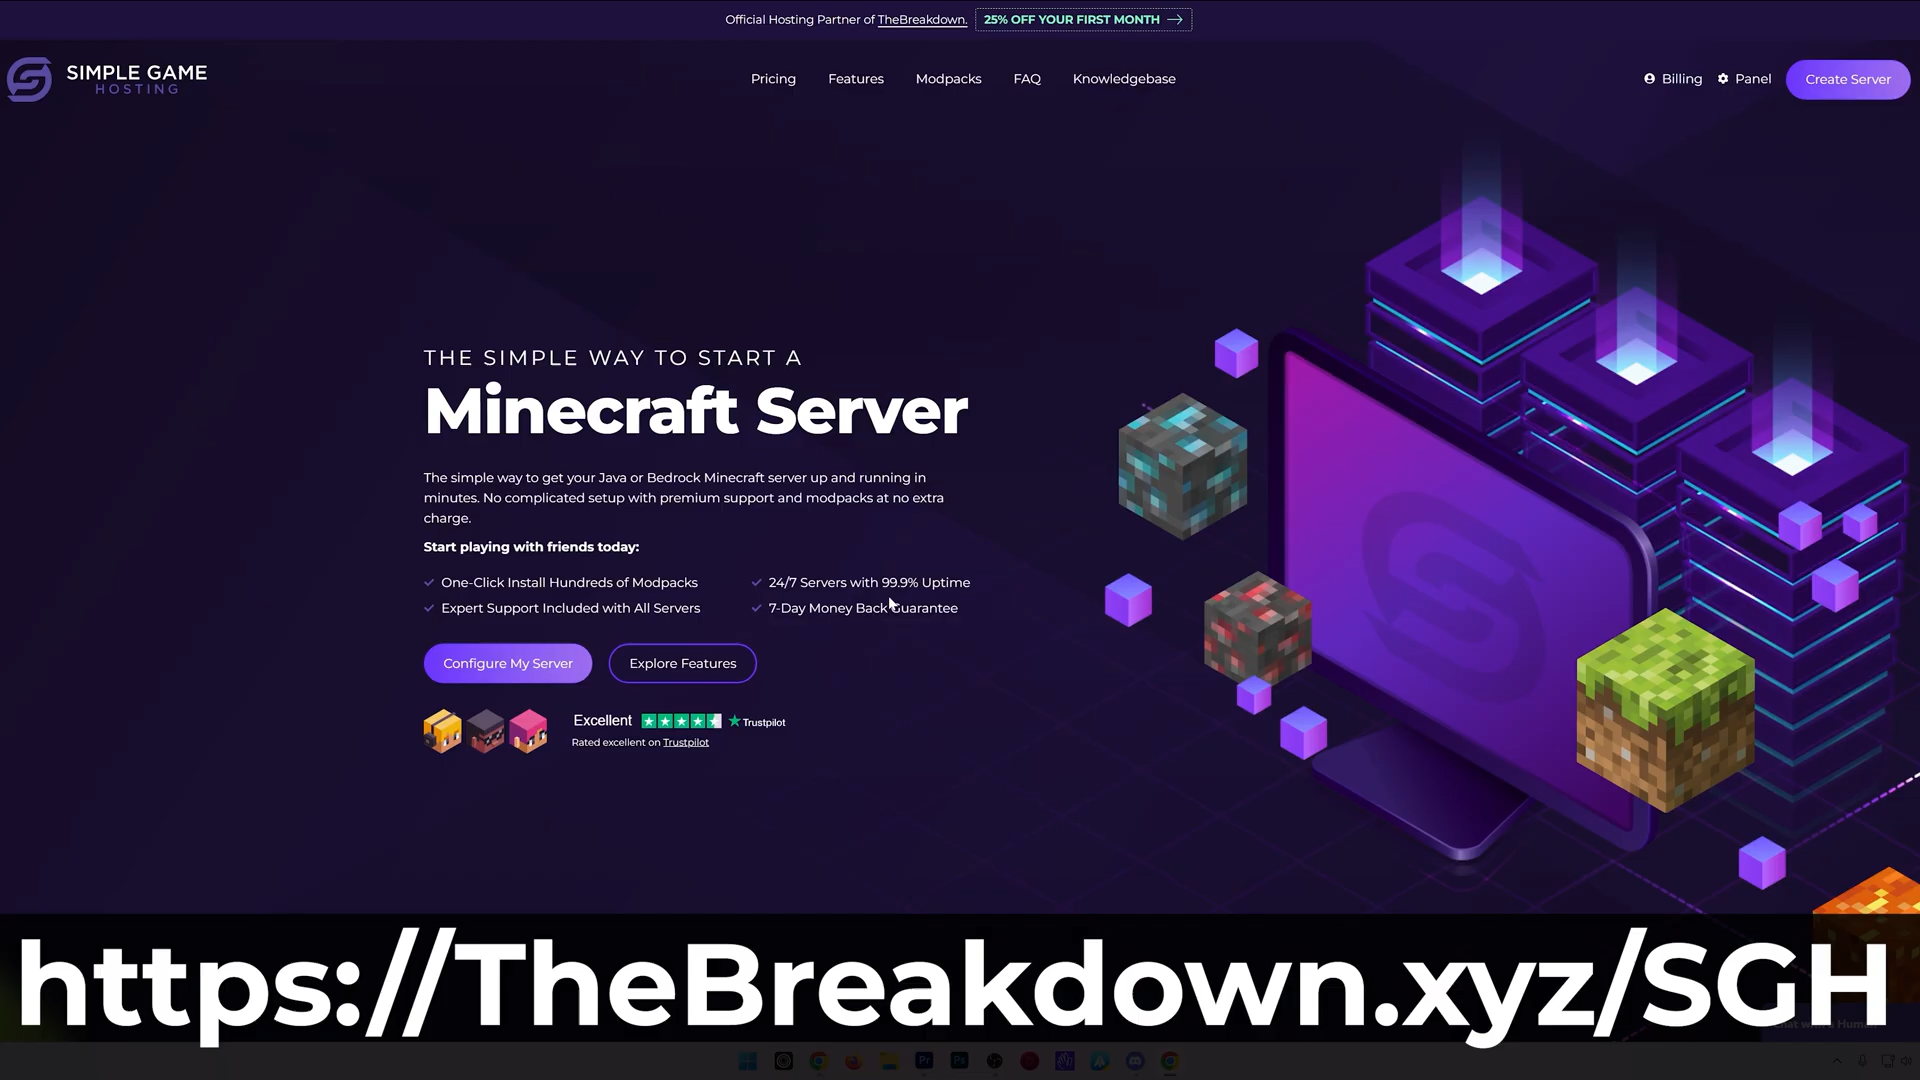 Official Hosting Partner of TheBreakdown. 25% OFF YOUR FIRST MONTH
SIMPLE GAME
HOSTING
Pricing Features Modpacks FAQ Knowledgebase
Billing Panel Create Server
THE SIMPLE WAY TO START A
Minecraft Server
The simple way to get your Java or Bedrock Minecraft server up and running in
minutes. No complicated setup with premium support and modpacks at no extra
charge.
Start playing with friends today:
One-Click Install Hundreds of Modpacks 24/7 Servers with 99.9% Uptime
Expert Support Included with All Servers 7-Day Money Back Guarantee
Configure My Server Explore Features
Excellent Trustpilot
Rated excellent on Trustpilot
https://TheBreakdown.xyz/SGH
Pr Ps